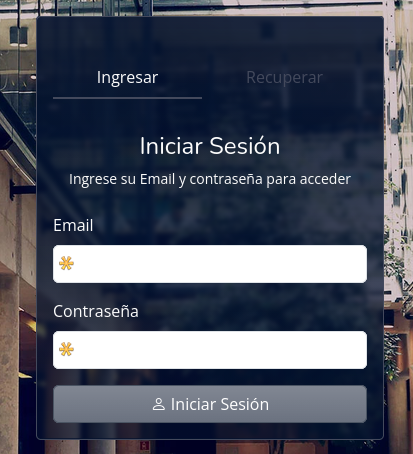 Ingresar
Recuperar
Iniciar Sesión
Ingrese su Email y contraseña para acceder
Email
Contraseña
Iniciar Sesión